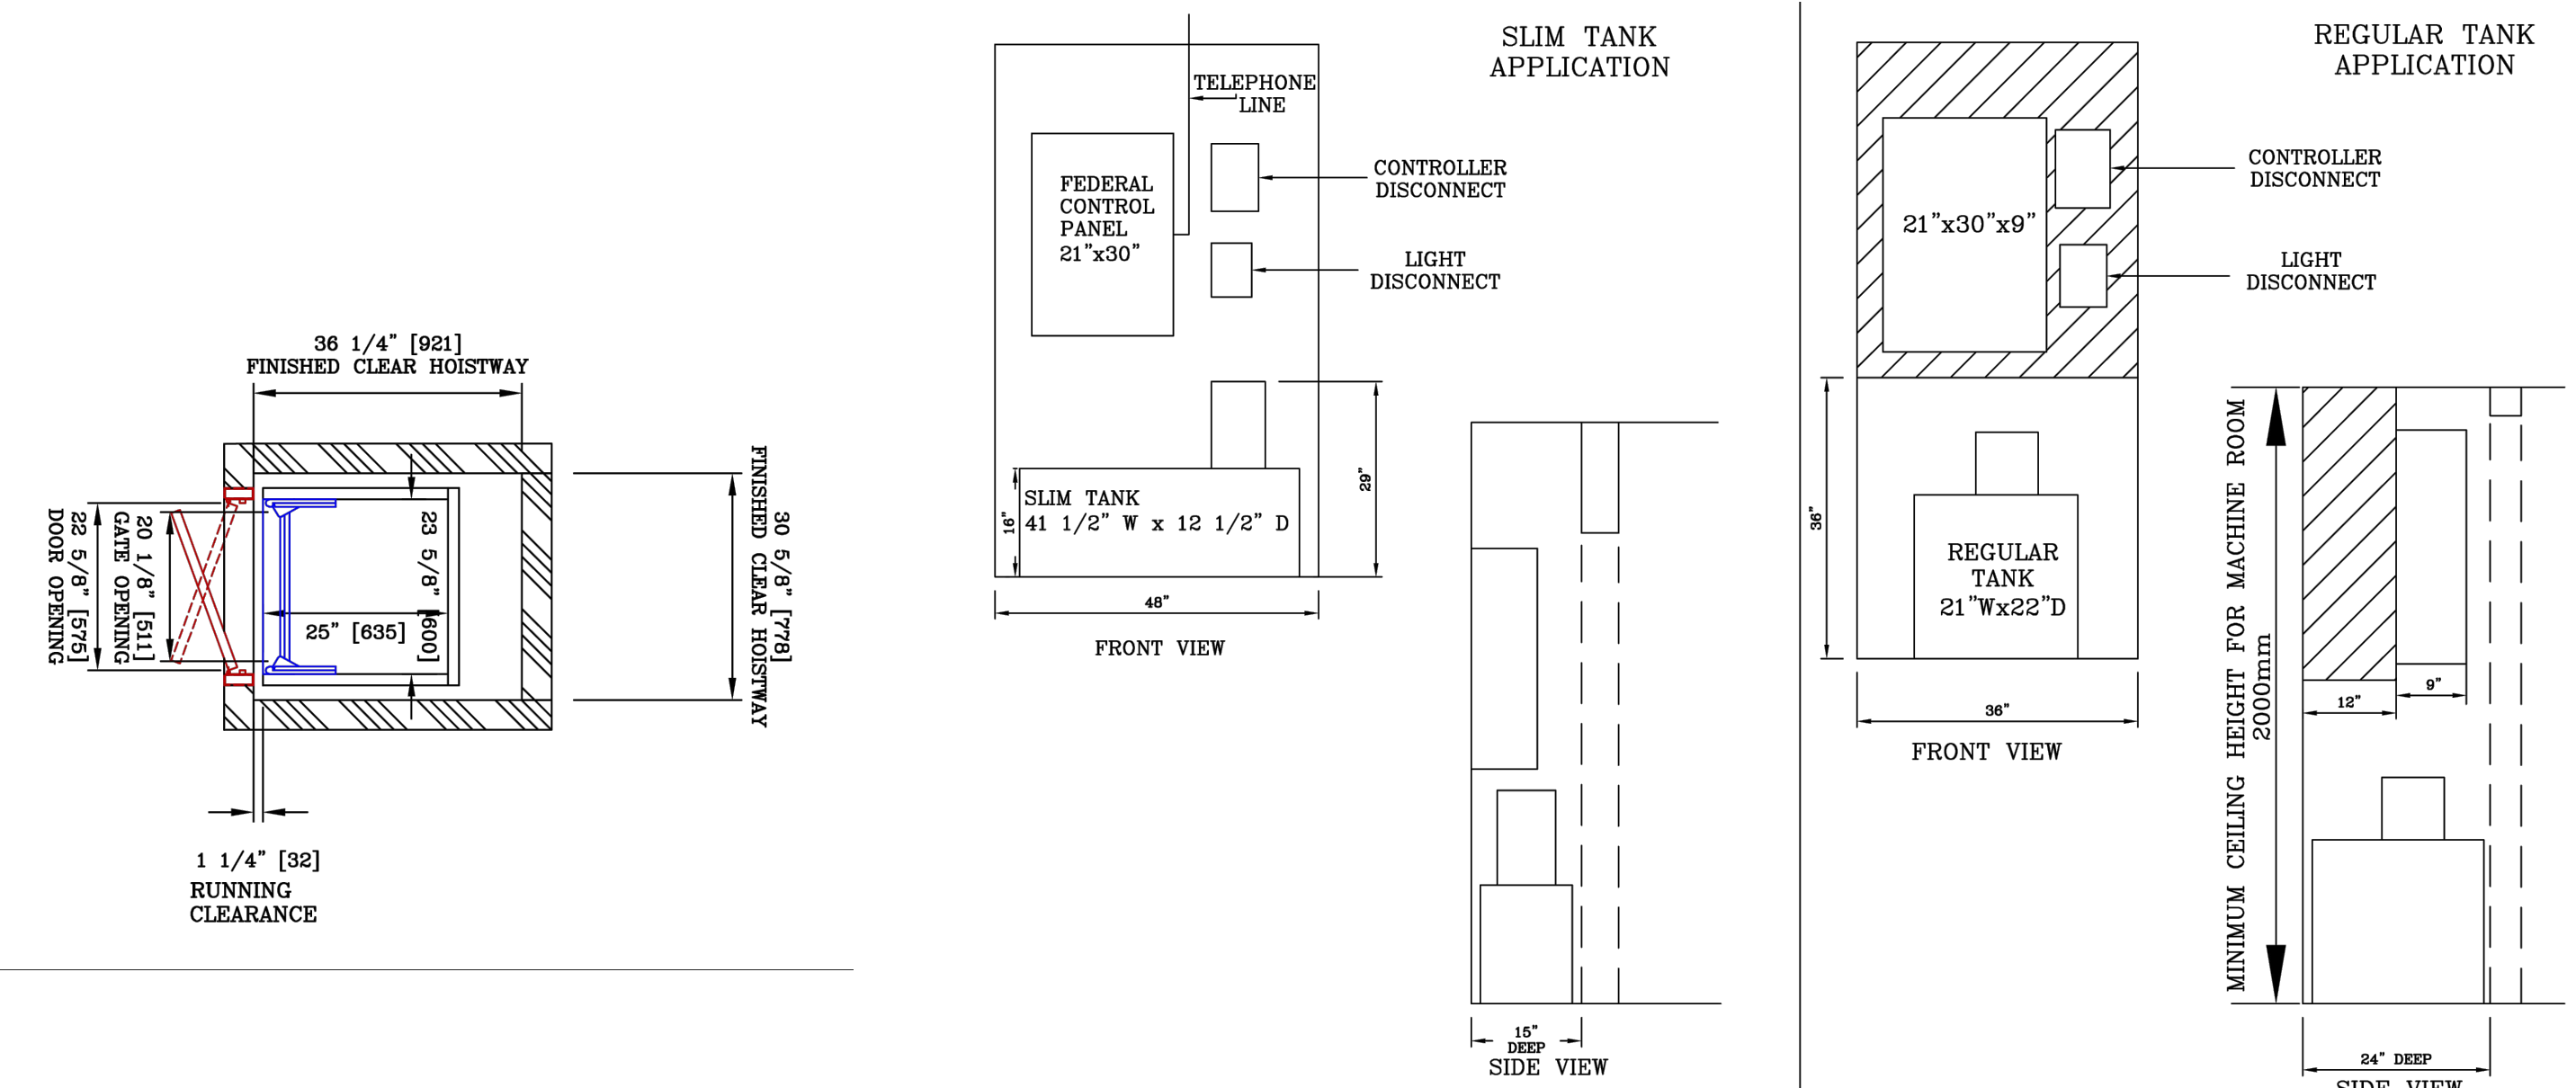 36 1/4" [921]
FINISHED CLEAR HOISTWAY
30 5/8" [778]
FINISHED CLEAR HOISTWAY
23 5/8" [600]
25" [635]
20 1/8" [511]
GATE OPENING
22 5/8" [575]
DOOR OPENING
1 1/4" [32]
RUNNING
CLEARANCE
SLIM TANK
APPLICATION
TELEPHONE
LINE
FEDERAL
CONTROL
PANEL
21"x30"
CONTROLLER
DISCONNECT
LIGHT
DISCONNECT
29"
16"
SLIM TANK
41 1/2" W x 12 1/2" D
48"
FRONT VIEW
15"
DEEP
SIDE VIEW
REGULAR TANK
APPLICATION
21"x30"x9"
CONTROLLER
DISCONNECT
LIGHT
DISCONNECT
36"
REGULAR
TANK
21"Wx22"D
36"
FRONT VIEW
MINIMUM CEILING HEIGHT FOR MACHINE ROOM
2000mm
9"
12"
24" DEEP
SIDE VIEW